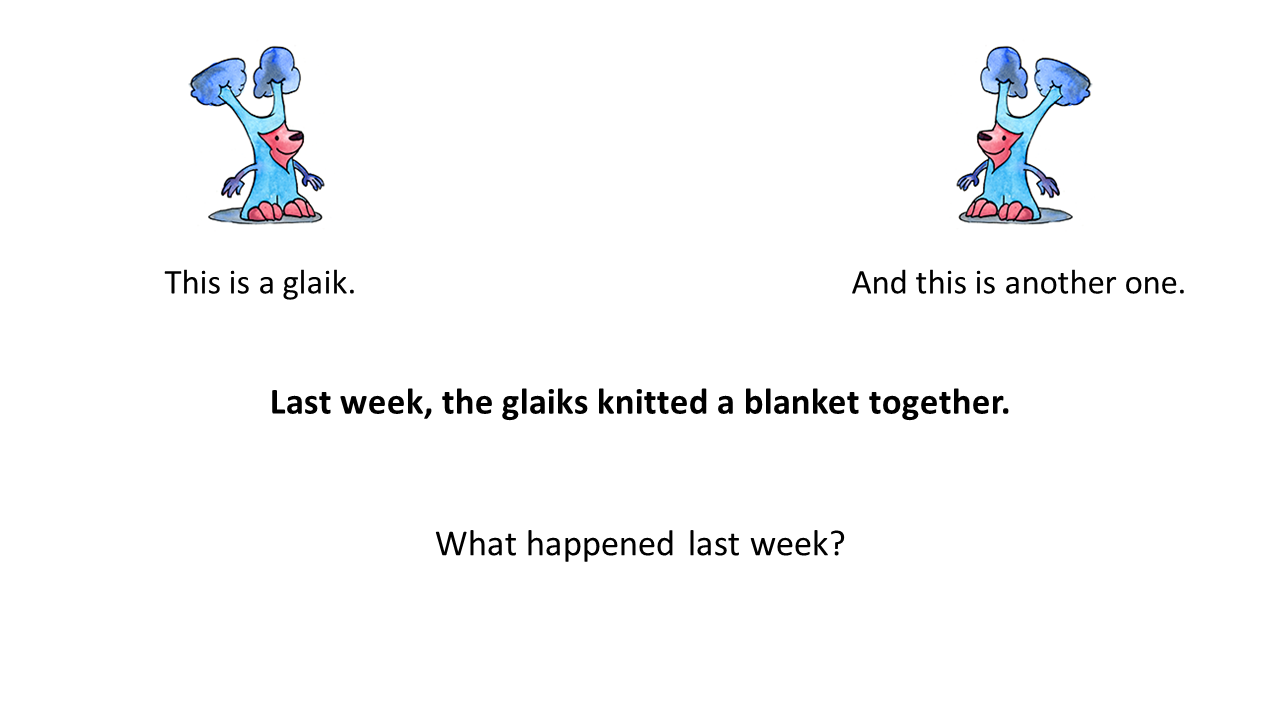 This is a glaik.
And this is another one.
Last week, the glaiks knitted a blanket together.
What happened last week?